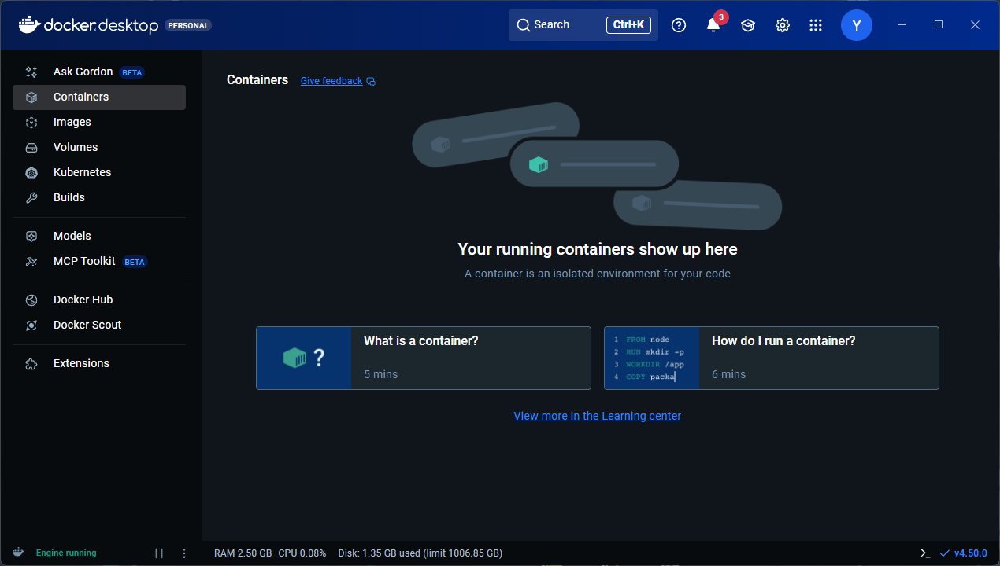 docker.desktop PERSONAL
Search Ctrl+K
3
Y
Ask Gordon BETA
Containers
Images
Volumes
Kubernetes
Builds
Models
MCP Toolkit BETA
Docker Hub
Docker Scout
Extensions
Containers Give feedback
Your running containers show up here
A container is an isolated environment for your code
?
What is a container?
5 mins
1 FROM node
2 RUN mkdir -p
3 WORKDIR /app
4 COPY packa
How do I run a container?
6 mins
View more in the Learning center
Engine running
RAM 2.50 GB CPU 0.08% Disk: 1.35 GB used (limit 1006.85 GB)
v4.50.0